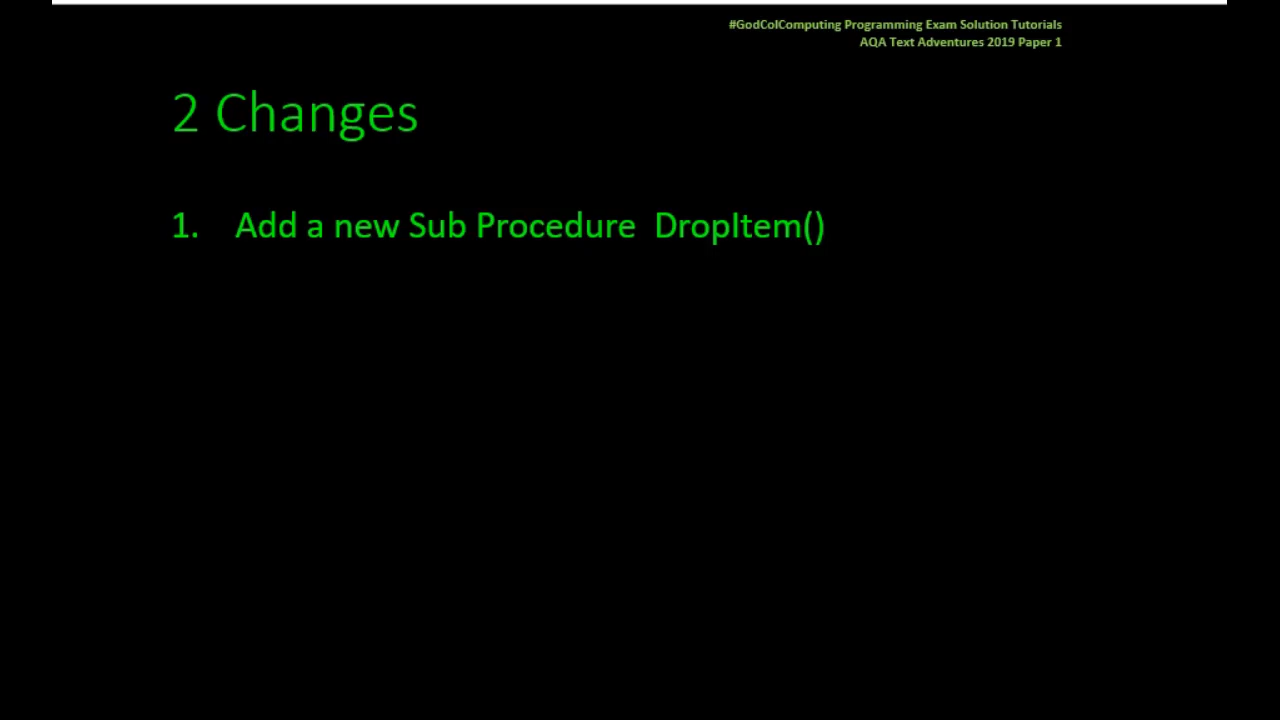 #GodColComputing Programming Exam Solution Tutorials
AQA Text Adventures 2019 Paper 1
2 Changes
1. Add a new Sub Procedure DropItem()